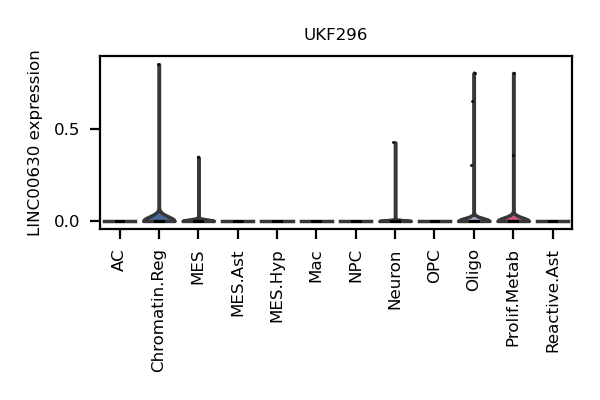 UKF296
LINC00630 expression
0.5
0.0
AC
Chromatin.Reg
MES
MES.Ast
MES.Hyp
Mac
NPC
Neuron
OPC
Oligo
Prolif.Metab
Reactive.Ast